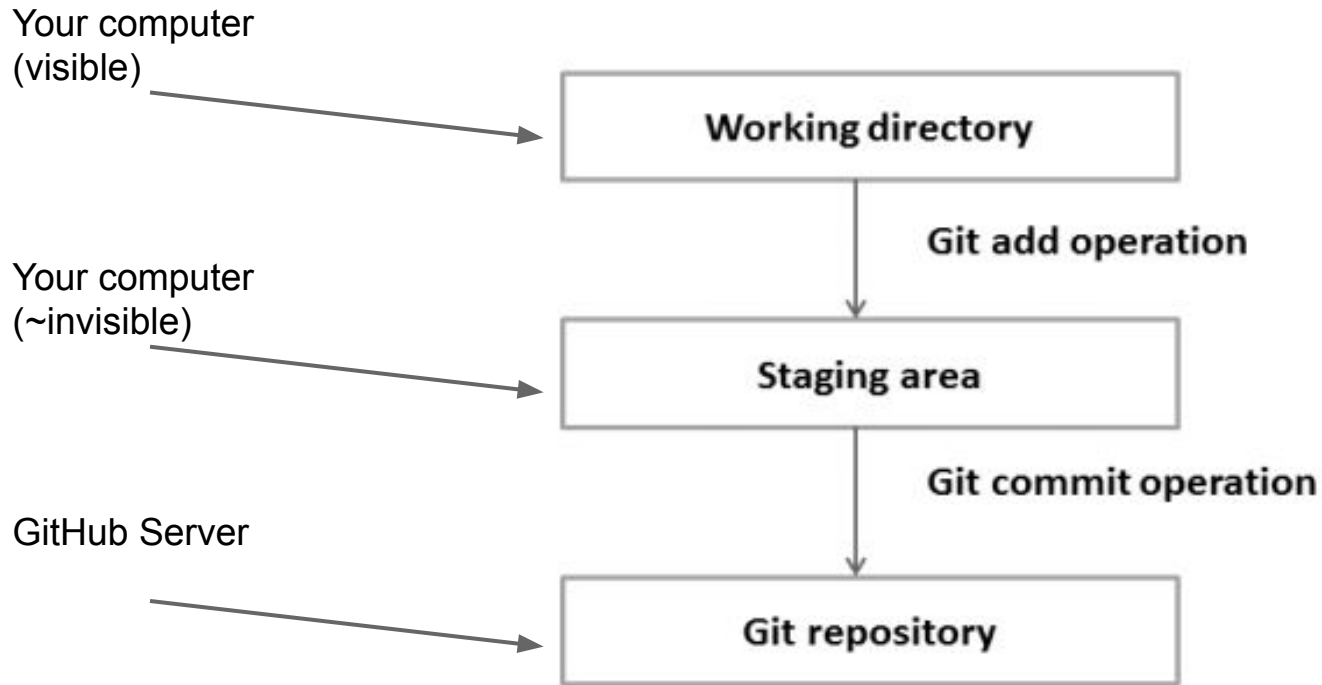 Your computer
(visible)
Working directory
Git add operation
Your computer
(~invisible)
Staging area
Git commit operation
GitHub Server
Git repository